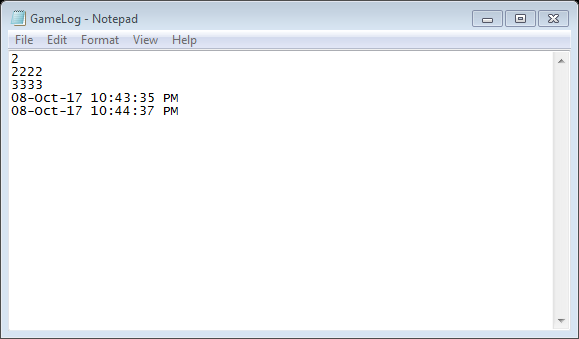 GameLog - Notepad
File Edit Format View Help
2
2222
3333
08-Oct-17 10:43:35 PM
08-Oct-17 10:44:37 PM